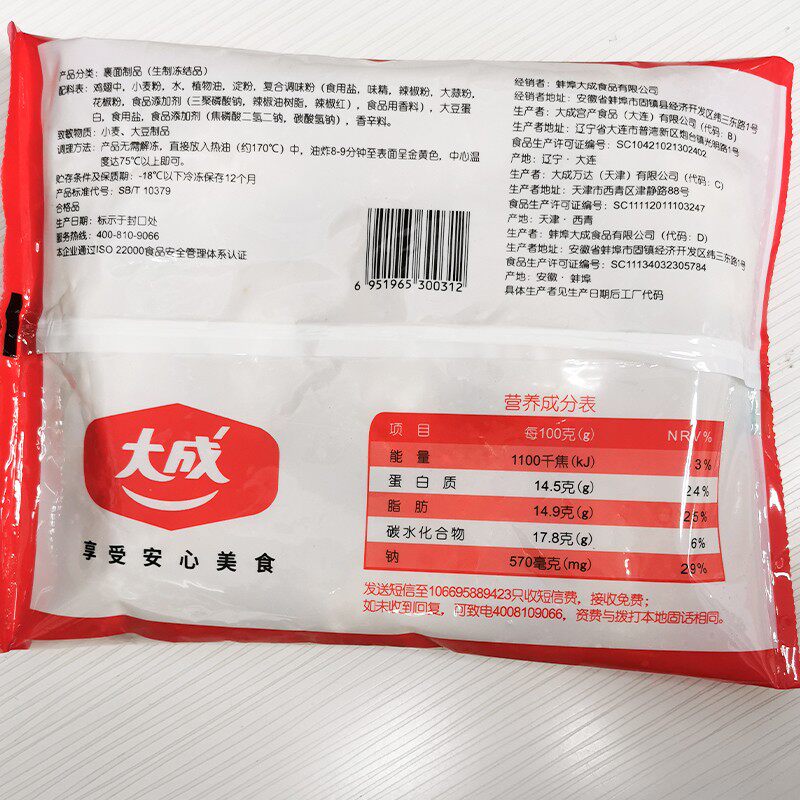 产品分类：裹面制品（生制冻结品）
配料表：鸡翅中，小麦粉，水，植物油，淀粉，复合调味粉（食用盐，味精，辣椒粉，大蒜粉，
花椒粉，食品添加剂（三聚磷酸钠，辣椒油树脂，辣椒红），食品用香料），大豆蛋
白，食用盐，食品添加剂（焦磷酸二氢二钠，碳酸氢钠），香辛料。
致敏物质：小麦、大豆制品
调理方法：产品无需解冻，直接放入热油（约170℃）中，油炸8-9分钟至表面呈金黄色，中心温
度达75℃以上即可。
贮存条件及保质期：-18℃以下冷冻保存12个月
产品标准代号：SB/T 10379
合格品
生产日期：标示于封口处
服务热线：400-810-9066
本企业通过ISO 22000食品安全管理体系认证
6 951965 300312
经销者：蚌埠大成食品有限公司
经销者地址：安徽省蚌埠市固镇县经济开发区纬三东路1号
生产者：大成宫产食品（大连）有限公司（代码：B）
生产者地址：辽宁省大连市普湾新区炮台镇光明路1号
食品生产许可证编号：SC10421021302402
产地：辽宁·大连
生产者：大成万达（天津）有限公司（代码：C）
生产者地址：天津市西青区津静路88号
食品生产许可证编号：SC11112011103247
产地：天津·西青
生产者：蚌埠大成食品有限公司（代码：D）
生产者地址：安徽省蚌埠市固镇县经济开发区纬三东路1号
食品生产许可证编号：SC11134032305784
产地：安徽·蚌埠
具体生产者见生产日期后工厂代码
大成
享受安心美食
营养成分表
项目 每100克(g) NRV%
能量 1100千焦(kJ) 3%
蛋白质 14.5克(g) 24%
脂肪 14.9克(g) 25%
碳水化合物 17.8克(g) 6%
钠 570毫克(mg) 29%
发送短信至106695889423只收短信费，接收免费；
如未收到回复，可致电4008109066，资费与拨打本地固话相同。